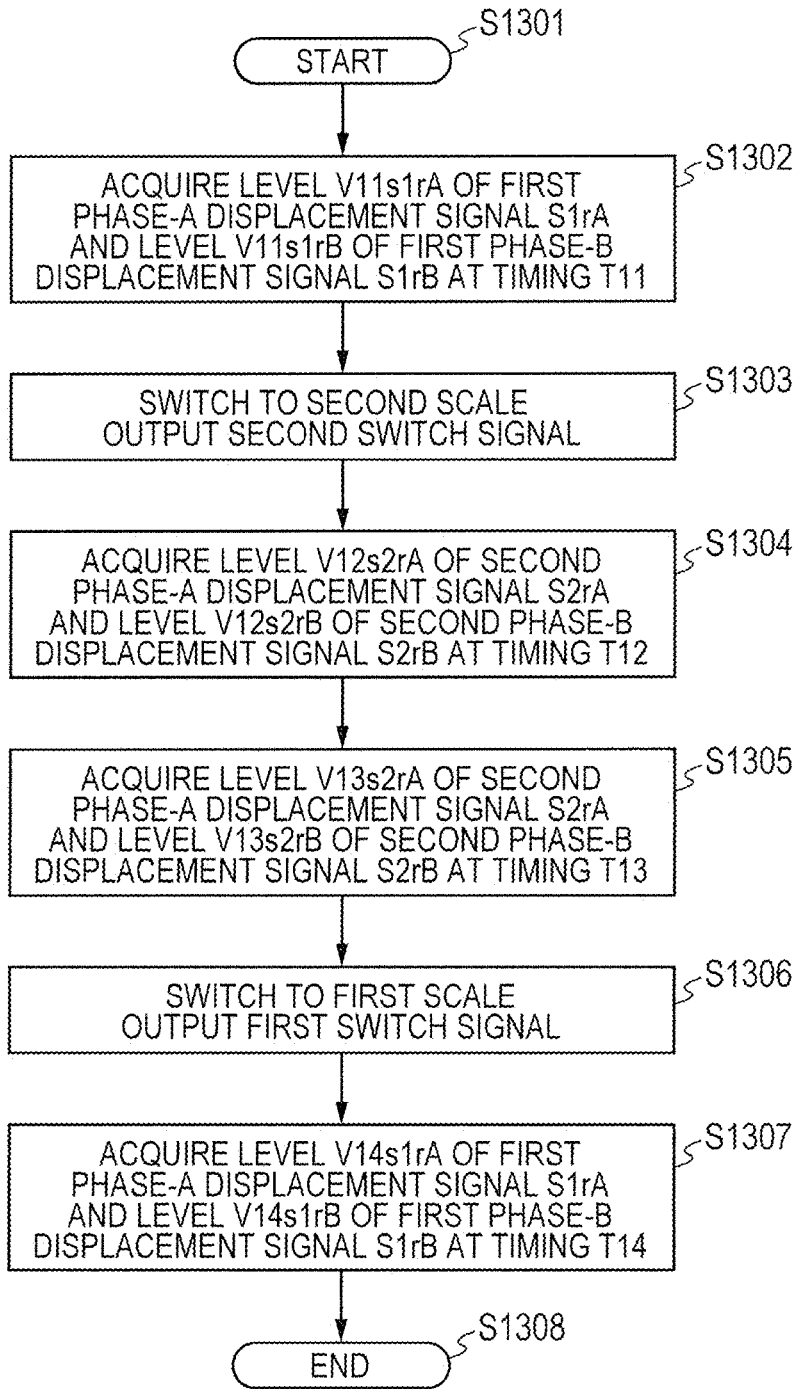 S1301
START
S1302
ACQUIRE LEVEL V11s1rA OF FIRST
PHASE-A DISPLACEMENT SIGNAL S1rA
AND LEVEL V11s1rB OF FIRST PHASE-B
DISPLACEMENT SIGNAL S1rB AT TIMING T11
S1303
SWITCH TO SECOND SCALE
OUTPUT SECOND SWITCH SIGNAL
S1304
ACQUIRE LEVEL V12s2rA OF SECOND
PHASE-A DISPLACEMENT SIGNAL S2rA
AND LEVEL V12s2rB OF SECOND PHASE-B
DISPLACEMENT SIGNAL S2rB AT TIMING T12
S1305
ACQUIRE LEVEL V13s2rA OF SECOND
PHASE-A DISPLACEMENT SIGNAL S2rA
AND LEVEL V13s2rB OF SECOND PHASE-B
DISPLACEMENT SIGNAL S2rB AT TIMING T13
S1306
SWITCH TO FIRST SCALE
OUTPUT FIRST SWITCH SIGNAL
S1307
ACQUIRE LEVEL V14s1rA OF FIRST
PHASE-A DISPLACEMENT SIGNAL S1rA
AND LEVEL V14s1rB OF FIRST PHASE-B
DISPLACEMENT SIGNAL S1rB AT TIMING T14
S1308
END